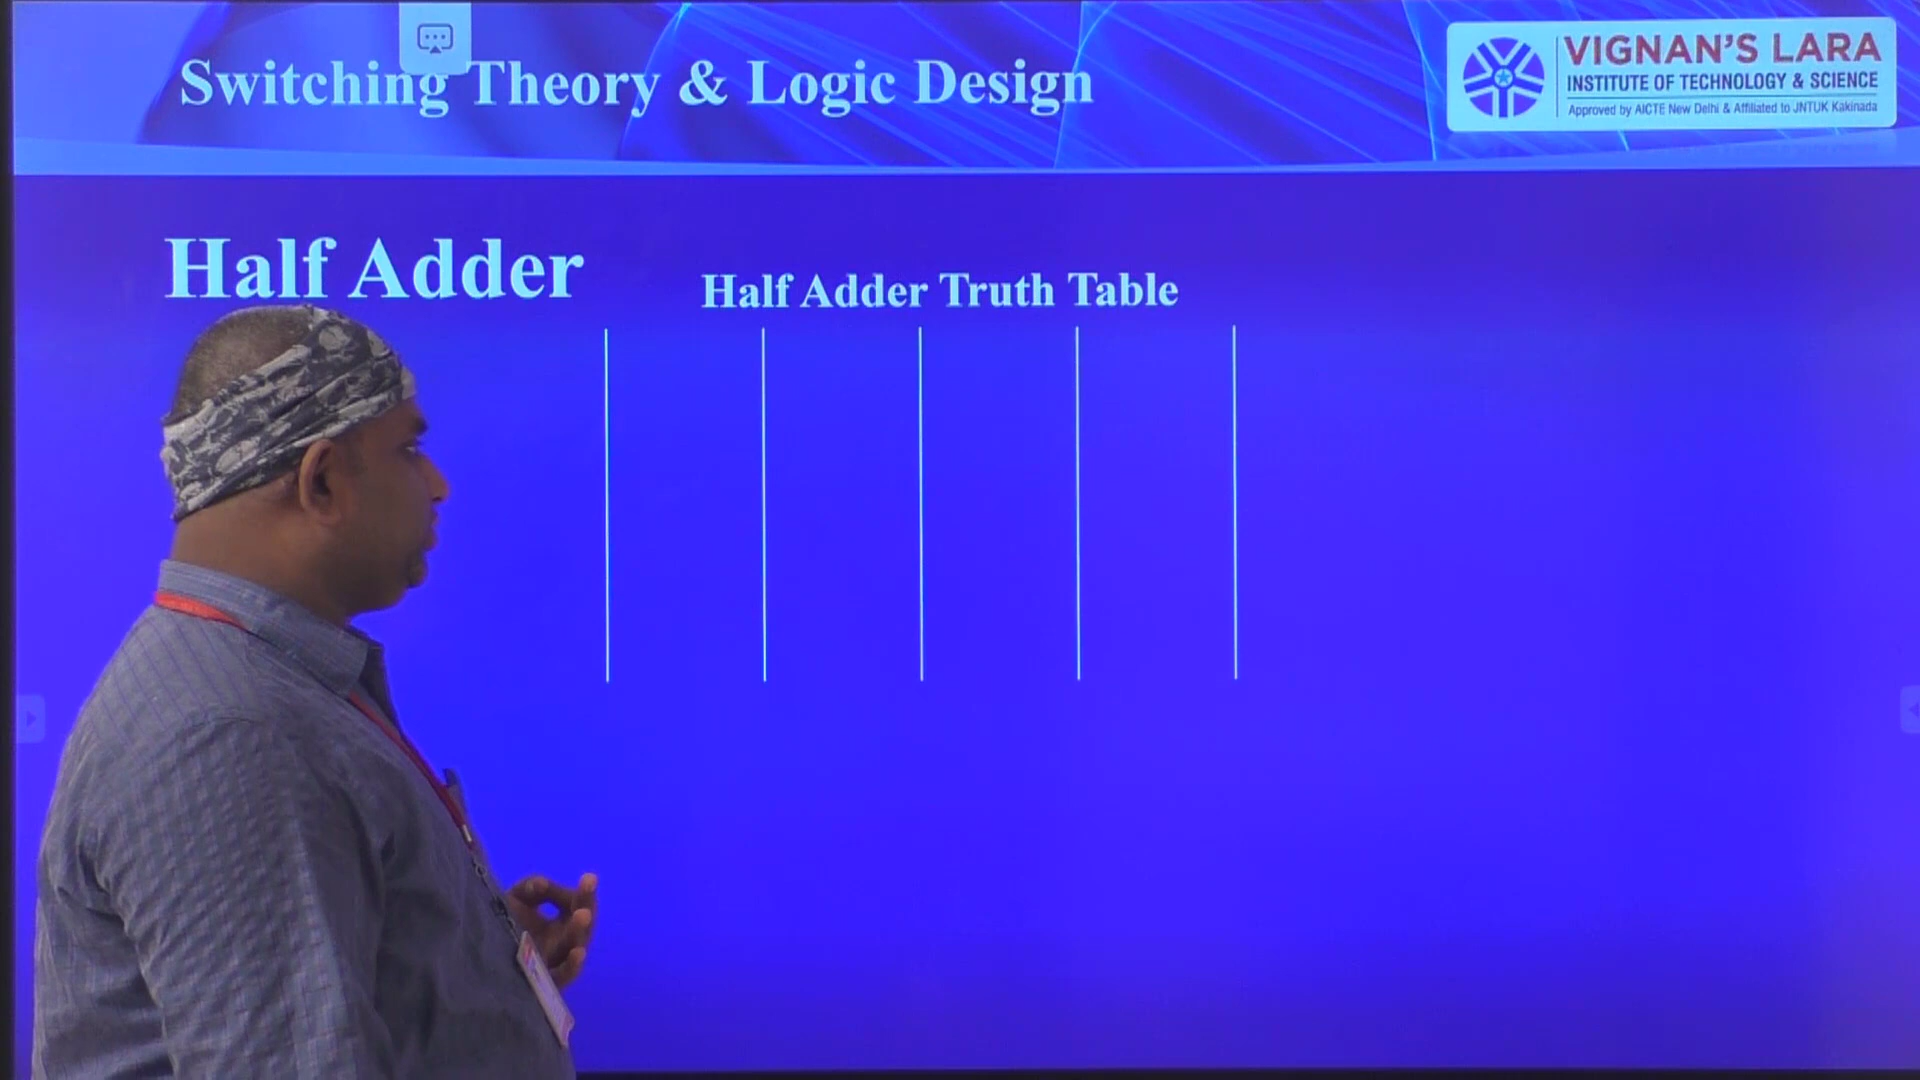 Switching Theory & Logic Design
VIGNAN'S LARA
INSTITUTE OF TECHNOLOGY & SCIENCE
Approved by AICTE New Delhi & Affiliated to JNTUK Kakinada
Half Adder
Half Adder Truth Table